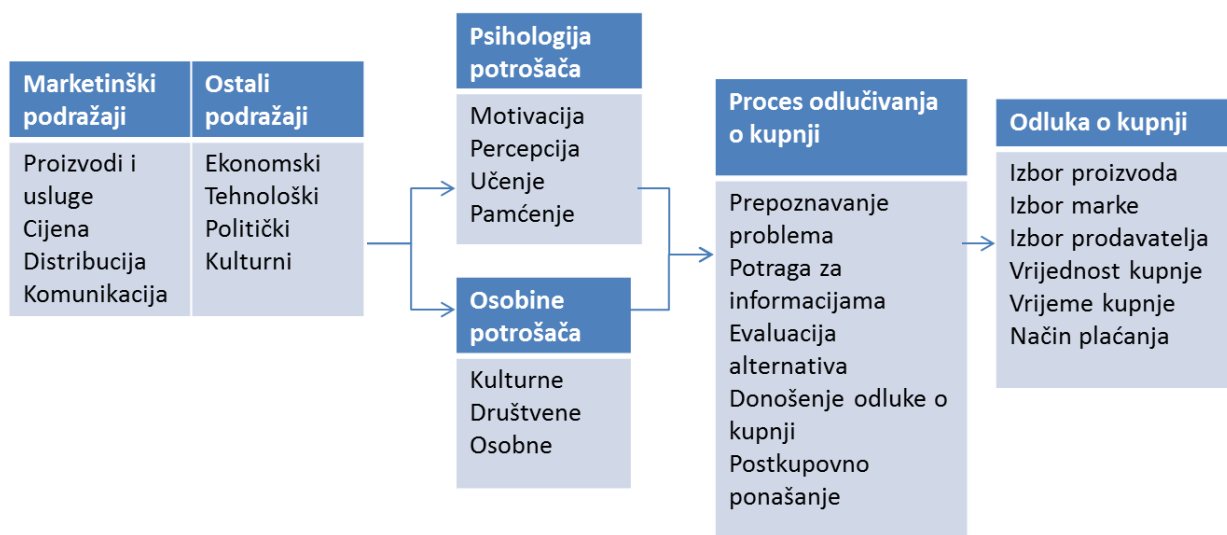 Marketinški
podražaji
Proizvodi i
usluge
Cijena
Distribucija
Komunikacija
Ostali
podražaji
Ekonomski
Tehnološki
Politički
Kulturni
Psihologija
potrošača
Motivacija
Percepcija
Učenje
Pamćenje
Osobine
potrošača
Kulturne
Društvene
Osobne
Proces odlučivanja
o kupnji
Prepoznavanje
problema
Potraga za
informacijama
Evaluacija
alternativa
Donošenje odluke o
kupnji
Postkupovno
ponašanje
Odluka o kupnji
Izbor proizvoda
Izbor marke
Izbor prodavatelja
Vrijednost kupnje
Vrijeme kupnje
Način plaćanja